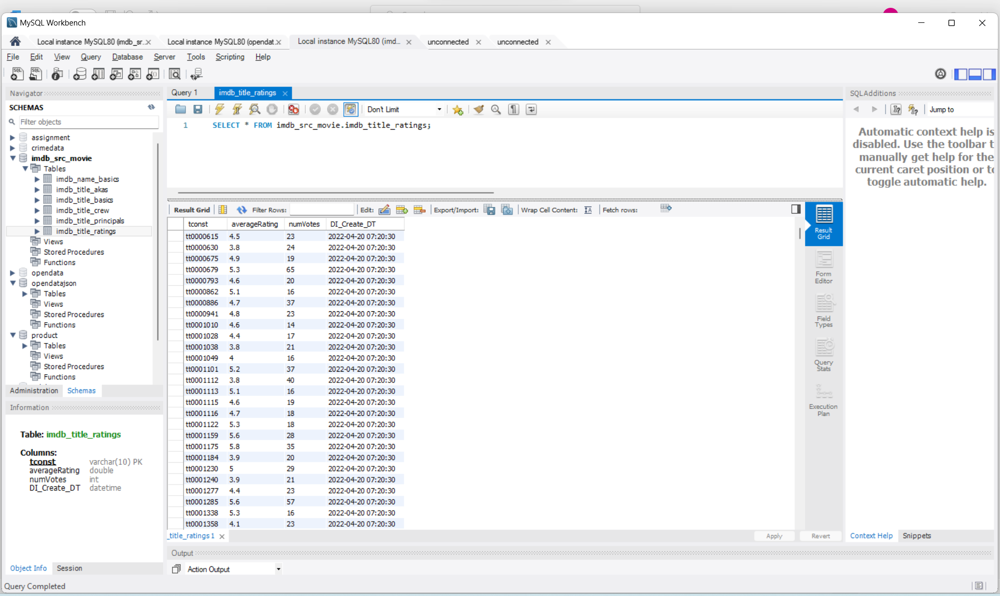 MySQL Workbench
Local instance MySQL80 (imdb_sr...
Local instance MySQL80 (opendat...
Local instance MySQL80 (imd...
unconnected
unconnected
File Edit View Query Database Server Tools Scripting Help
Navigator
SCHEMAS
Filter objects
assignment
crimedata
imdb_src_movie
Tables
imdb_name_basics
imdb_title_akas
imdb_title_basics
imdb_title_crew
imdb_title_principals
imdb_title_ratings
Views
Stored Procedures
Functions
opendata
opendatajson
Tables
Views
Stored Procedures
Functions
product
Tables
Views
Stored Procedures
Functions
Administration Schemas
Information
Table: imdb_title_ratings
Columns:
tconst varchar(10) PK
averageRating double
numVotes int
DI_Create_DT datetime
Object Info Session
Query Completed
Query 1 imdb_title_ratings
Don't Limit
1 SELECT * FROM imdb_src_movie.imdb_title_ratings;
Result Grid Filter Rows: Edit: Export/Import: Wrap Cell Content: Fetch rows:
tconst averageRating numVotes DI_Create_DT
tt0000615 4.5 23 2022-04-20 07:20:30
tt0000630 3.8 24 2022-04-20 07:20:30
tt0000675 4.9 19 2022-04-20 07:20:30
tt0000679 5.3 65 2022-04-20 07:20:30
tt0000793 4.6 20 2022-04-20 07:20:30
tt0000862 5.1 16 2022-04-20 07:20:30
tt0000886 4.7 37 2022-04-20 07:20:30
tt0000941 4.8 23 2022-04-20 07:20:30
tt0001010 4.6 14 2022-04-20 07:20:30
tt0001028 4.4 17 2022-04-20 07:20:30
tt0001038 3.8 21 2022-04-20 07:20:30
tt0001049 4 16 2022-04-20 07:20:30
tt0001101 5.2 37 2022-04-20 07:20:30
tt0001112 3.8 40 2022-04-20 07:20:30
tt0001113 5.1 16 2022-04-20 07:20:30
tt0001115 4.6 19 2022-04-20 07:20:30
tt0001116 4.7 18 2022-04-20 07:20:30
tt0001122 5.3 18 2022-04-20 07:20:30
tt0001159 5.6 28 2022-04-20 07:20:30
tt0001175 5.8 35 2022-04-20 07:20:30
tt0001184 3.9 20 2022-04-20 07:20:30
tt0001230 5 29 2022-04-20 07:20:30
tt0001240 3.9 21 2022-04-20 07:20:30
tt0001277 4.4 23 2022-04-20 07:20:30
tt0001285 5.6 57 2022-04-20 07:20:30
tt0001338 5.3 16 2022-04-20 07:20:30
tt0001358 4.1 23 2022-04-20 07:20:30
_title_ratings 1
Apply Revert
Output
Action Output
Result
Grid
Form
Editor
Field
Types
Query
Stats
Execution
Plan
SQLAdditions
Jump to
Automatic context help is
disabled. Use the toolbar t
manually get help for the
current caret position or to
toggle automatic help.
Context Help Snippets